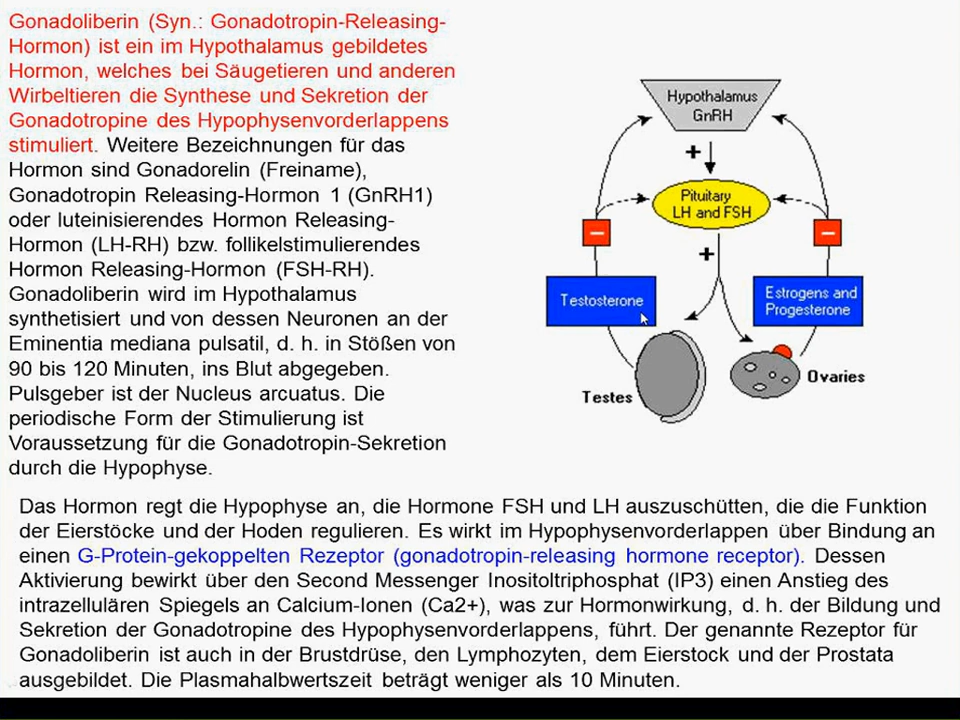 Gonadoliberin (Syn.: Gonadotropin-Releasing-
Hormon) ist ein im Hypothalamus gebildetes
Hormon, welches bei Säugetieren und anderen
Wirbeltieren die Synthese und Sekretion der
Gonadotropine des Hypophysenvorderlappens
stimuliert. Weitere Bezeichnungen für das
Hormon sind Gonadorelin (Freiname),
Gonadotropin Releasing-Hormon 1 (GnRH1)
oder luteinisierendes Hormon Releasing-
Hormon (LH-RH) bzw. follikelstimulierendes
Hormon Releasing-Hormon (FSH-RH).
Gonadoliberin wird im Hypothalamus
synthetisiert und von dessen Neuronen an der
Eminentia mediana pulsatil, d. h. in Stößen von
90 bis 120 Minuten, ins Blut abgegeben.
Pulsgeber ist der Nucleus arcuatus. Die
periodische Form der Stimulierung ist
Voraussetzung für die Gonadotropin-Sekretion
durch die Hypophyse.
Hypothalamus
GnRH
+
Pituitary
LH and FSH
−
−
+
Testosterone
Estrogens and
Progesterone
Testes
Ovaries
Das Hormon regt die Hypophyse an, die Hormone FSH und LH auszuschütten, die die Funktion
der Eierstöcke und der Hoden regulieren. Es wirkt im Hypophysenvorderlappen über Bindung an
einen G-Protein-gekoppelten Rezeptor (gonadotropin-releasing hormone receptor). Dessen
Aktivierung bewirkt über den Second Messenger Inositoltriphosphat (IP3) einen Anstieg des
intrazellulären Spiegels an Calcium-Ionen (Ca2+), was zur Hormonwirkung, d. h. der Bildung und
Sekretion der Gonadotropine des Hypophysenvorderlappens, führt. Der genannte Rezeptor für
Gonadoliberin ist auch in der Brustdrüse, den Lymphozyten, dem Eierstock und der Prostata
ausgebildet. Die Plasmahalbwertszeit beträgt weniger als 10 Minuten.